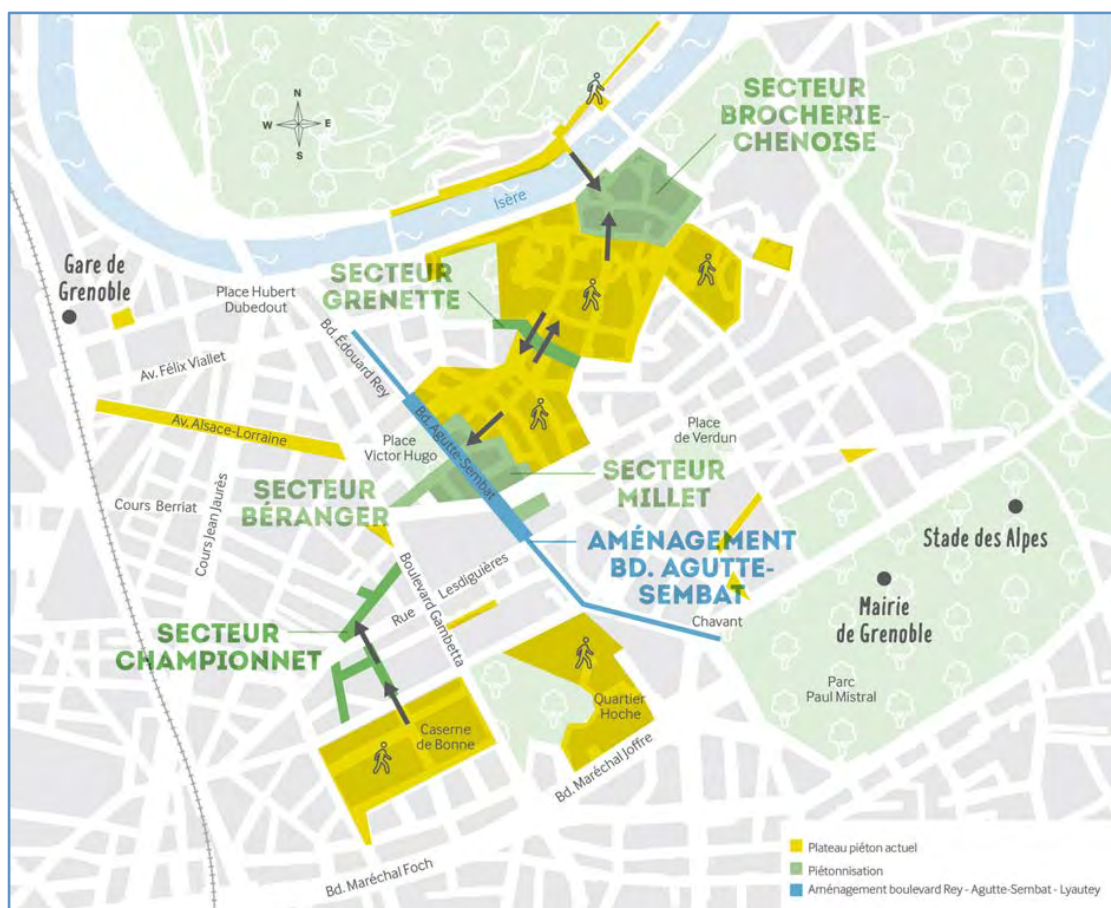 N
W E
S
SECTEUR
BROCHERIE-
CHENOISE
Isère
Gare de
Grenoble
Place Hubert
Dubedout
SECTEUR
GRENETTE
Bd. Édouard Rey
Av. Félix Viallet
Av. Alsace-Lorraine
Bd. Agutte-Sembat
Place
Victor Hugo
Place
de Verdun
SECTEUR
BÉRANGER
SECTEUR
MILLET
Cours Berriat
Cours Jean Jaurès
Stade des Alpes
AMÉNAGEMENT
BD. AGUTTE-
SEMBAT
Boulevard Gambetta
Rue Lesdiguières
Mairie
de Grenoble
Chavant
SECTEUR
CHAMPIONNET
Parc
Paul Mistral
Quartier
Hoche
Caserne
de Bonne
Bd. Maréchal Joffre
Bd. Maréchal Foch
Plateau piéton actuel
Piétonnisation
Aménagement boulevard Rey - Agutte-Sembat - Lyautey